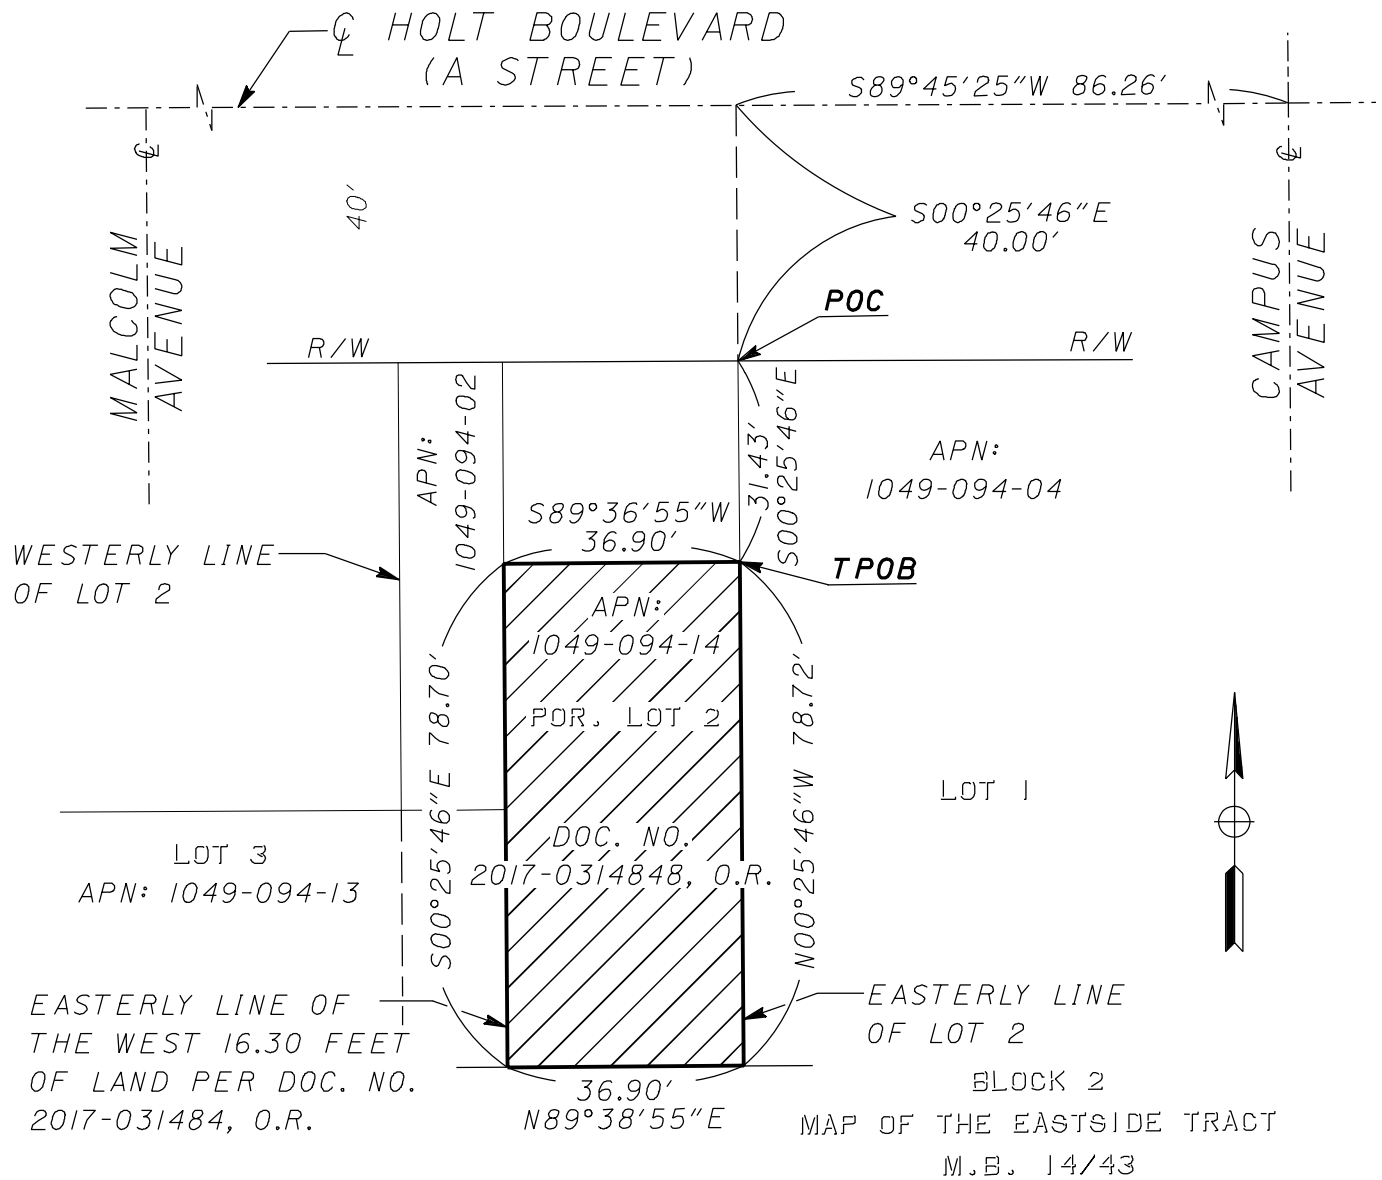 ℄ HOLT BOULEVARD
(A STREET)
S89°45'25"W 86.26'
℄
℄
40'
S00°25'46"E
40.00'
MALCOLM
AVENUE
CAMPUS
AVENUE
POC
R/W
R/W
APN:
1049-094-02
31.43'
S00°25'46"E
APN:
1049-094-04
S89°36'55"W
36.90'
WESTERLY LINE
OF LOT 2
TPOB
APN:
1049-094-14
S00°25'46"E 78.70'
N00°25'46"W 78.72'
POR. LOT 2
LOT 1
DOC. NO.
2017-0314848, O.R.
LOT 3
APN: 1049-094-13
EASTERLY LINE OF
THE WEST 16.30 FEET
OF LAND PER DOC. NO.
2017-031484, O.R.
EASTERLY LINE
OF LOT 2
36.90'
N89°38'55"E
BLOCK 2
MAP OF THE EASTSIDE TRACT
M.B. 14/43